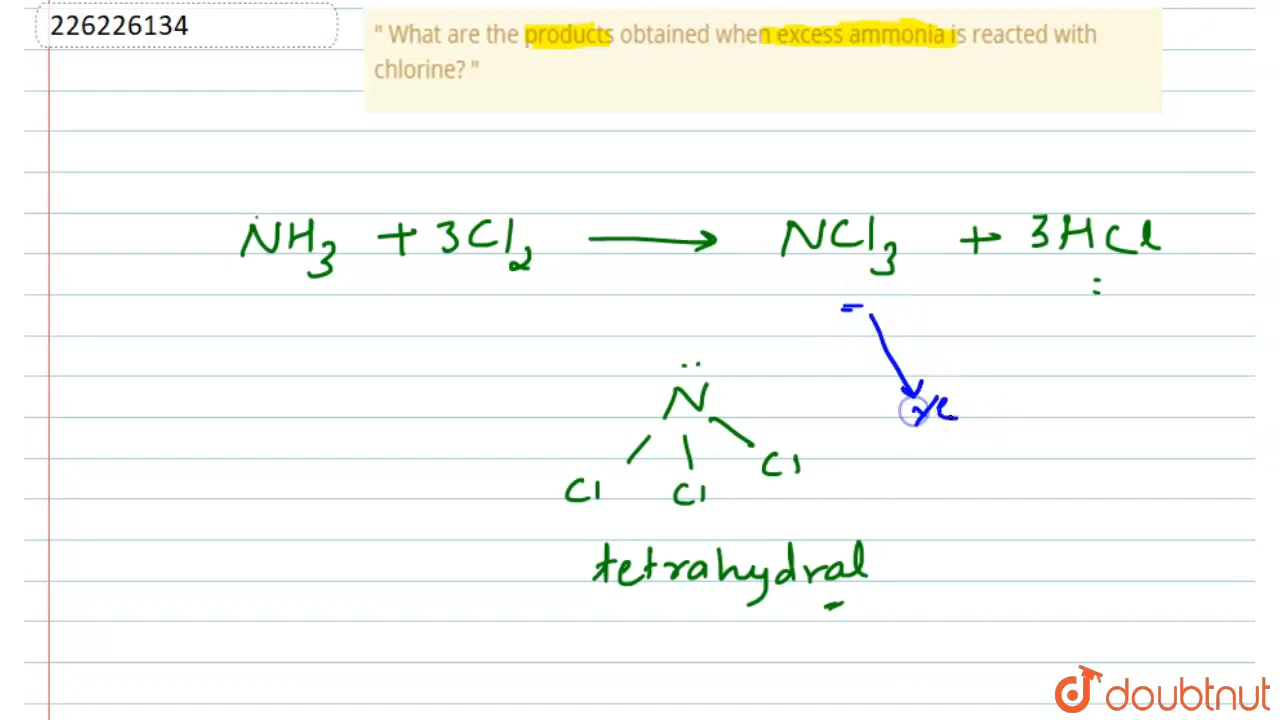 226226134
" What are the products obtained when excess ammonia is reacted with
chlorine? "
NH3 + 3Cl2 ⟶ NCl3 + 3HCl
N
Cl Cl Cl
tetrahydral
doubtnut